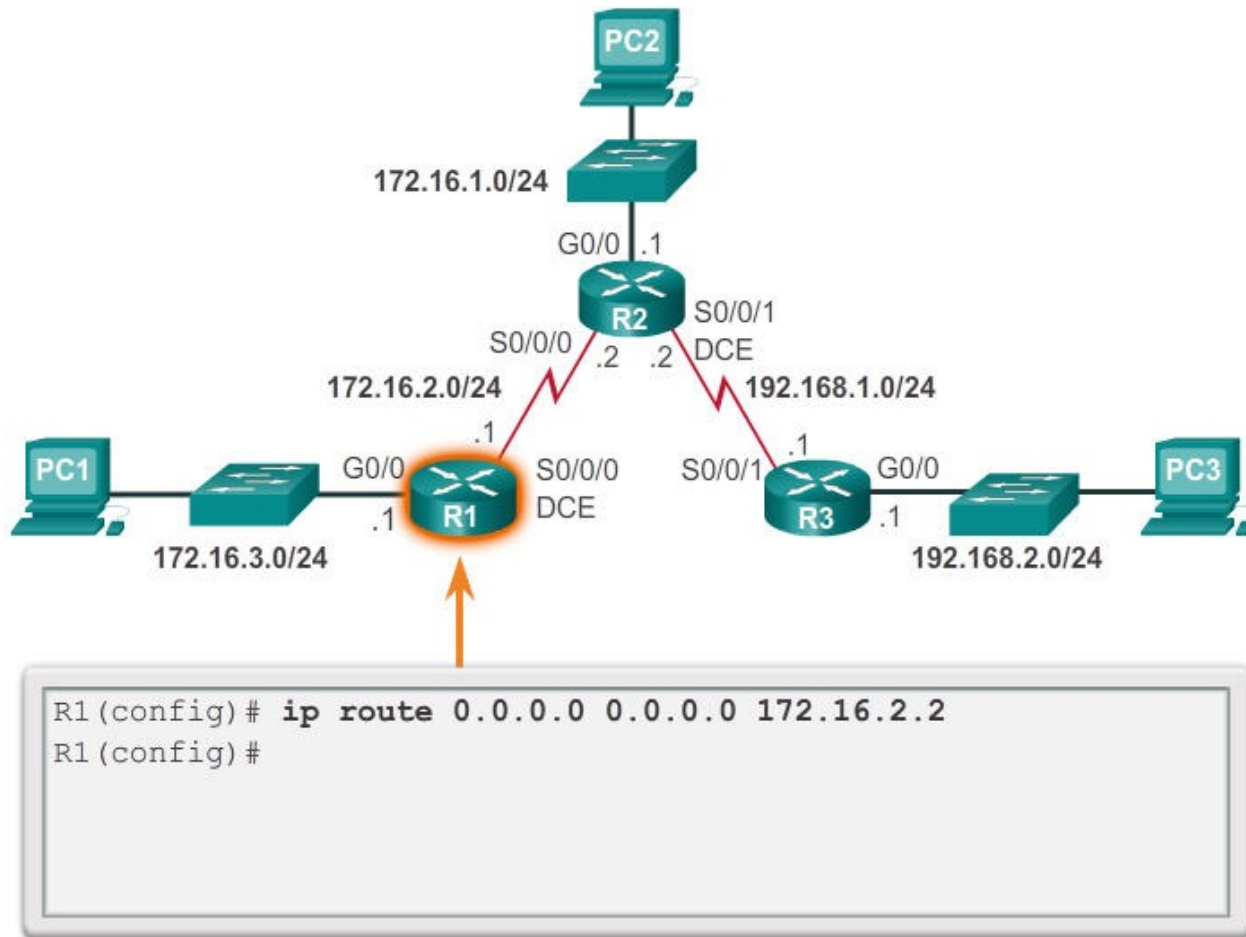 PC2
172.16.1.0/24
G0/0 .1
R2
S0/0/0
S0/0/1
DCE
.2 .2
172.16.2.0/24
192.168.1.0/24
.1
.1
PC1
G0/0
S0/0/0
DCE
.1
R1
172.16.3.0/24
S0/0/1
G0/0
R3
.1
PC3
192.168.2.0/24
R1(config)# ip route 0.0.0.0 0.0.0.0 172.16.2.2
R1(config)#